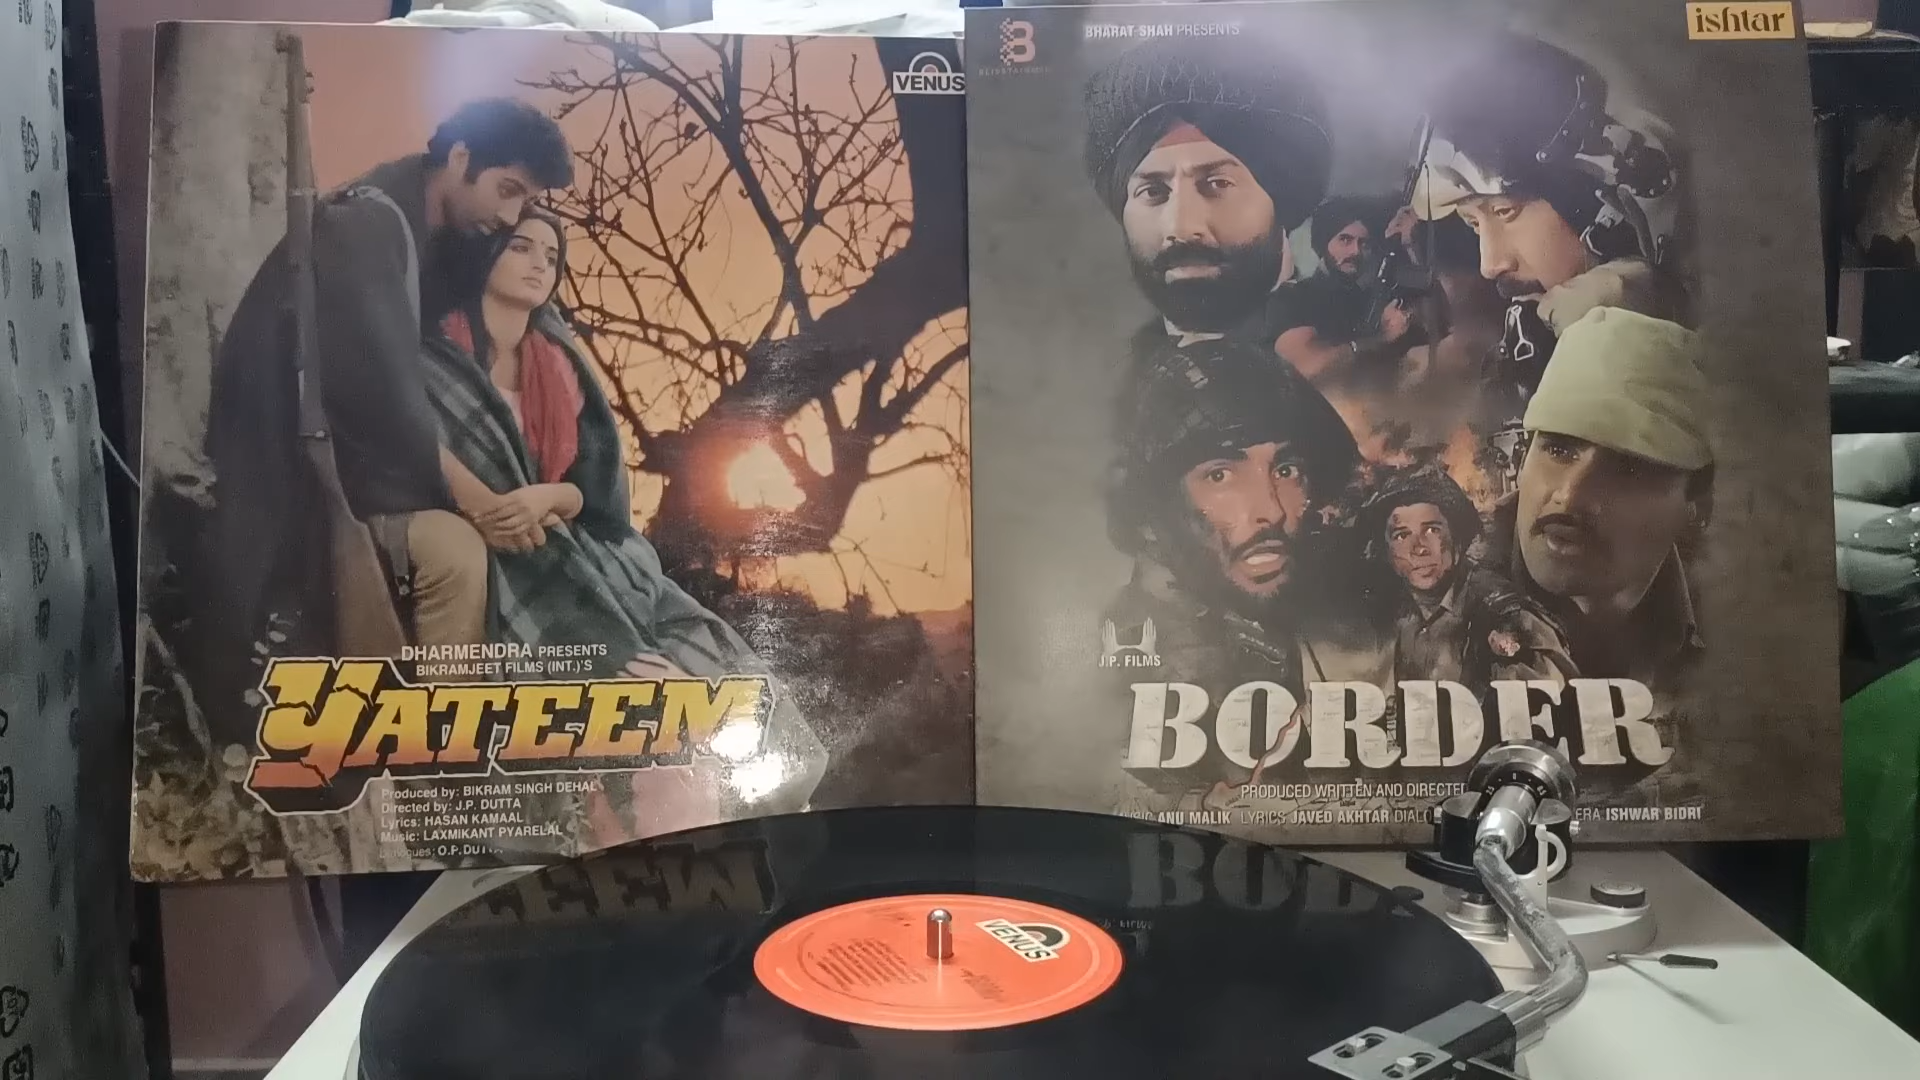 VENUS
DHARMENDRA PRESENTS
BIKRAMJEET FILMS (INT.)'S
YATEEM
Produced by: BIKRAM SINGH DEHAL
Directed by: J.P. DUTTA
Lyrics: HASAN KAMAAL
Music: LAXMIKANT PYARELAL
B
BHARAT SHAH PRESENTS
ishtar
J.P. FILMS
BORDER
PRODUCED WRITTEN AND DIRECTED
ANU MALIK LYRICS JAVED AKHTAR ISHWAR BIDRI
VENUS